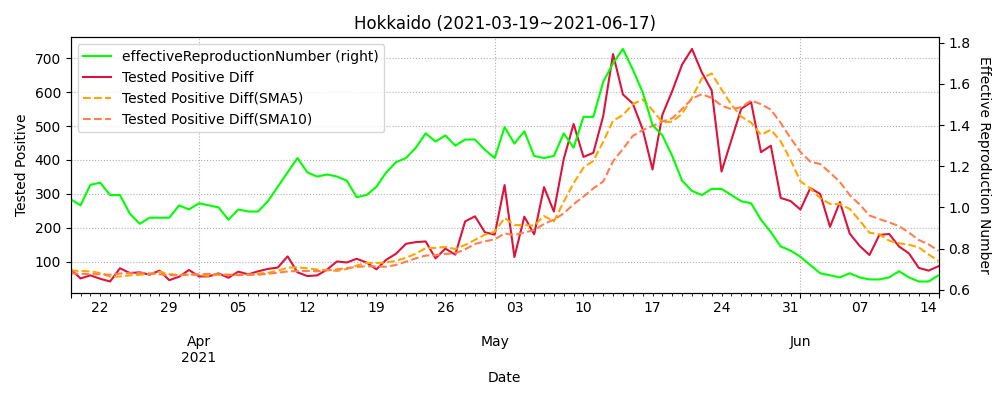 Hokkaido (2021-03-19~2021-06-17)
effectiveReproductionNumber (right)
Tested Positive Diff
Tested Positive Diff(SMA5)
Tested Positive Diff(SMA10)
Tested Positive
700
600
500
400
300
200
100
1.8
1.6
1.4
1.2
1.0
0.8
0.6
Effective Reproduction Number
22 29 05 12 19 26 03 10 17 24 31 07 14
Apr May Jun
2021
Date